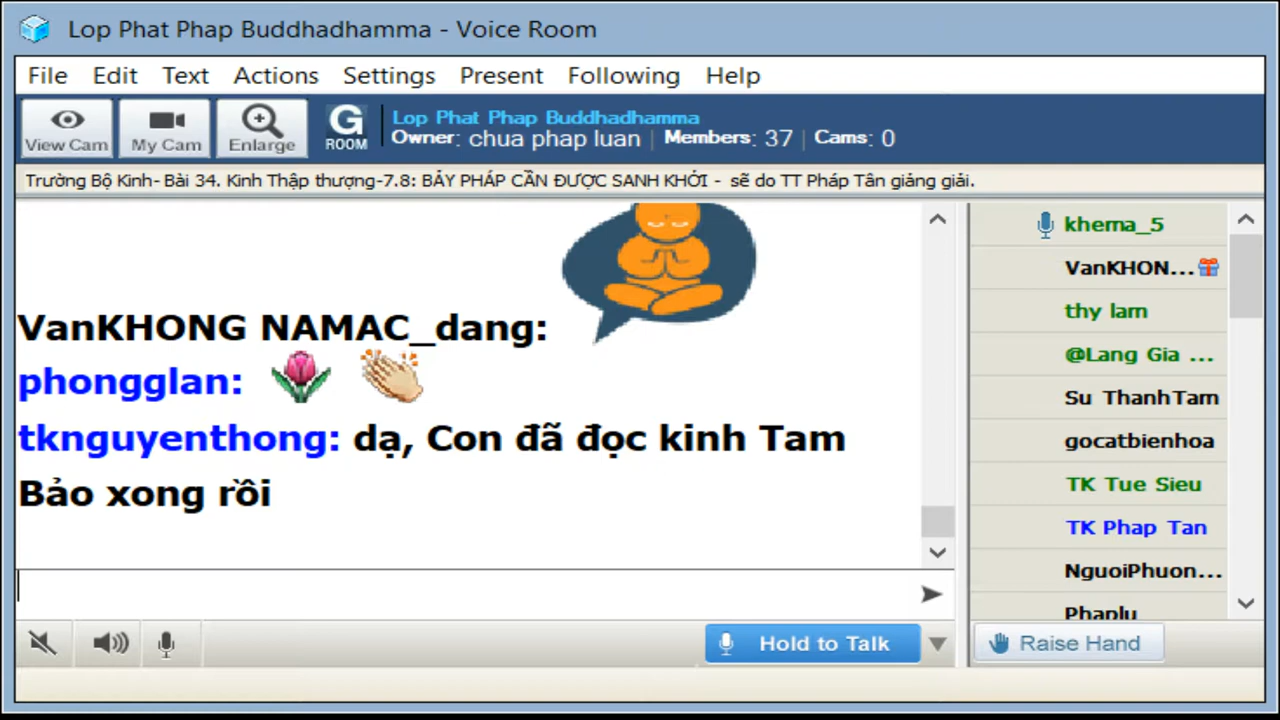 Lop Phat Phap Buddhadhamma - Voice Room
File Edit Text Actions Settings Present Following Help
View Cam My Cam Enlarge
G ROOM
Lop Phat Phap Buddhadhamma
Owner: chua phap luan | Members: 37 | Cams: 0
Trường Bộ Kinh- Bài 34. Kinh Thập thượng-7.8: BẢY PHÁP CẦN ĐƯỢC SANH KHỞI - sẽ do TT Pháp Tân giảng giải.
VanKHONG NAMAC_dang:
phongglan:
tknguyenthong: dạ, Con đã đọc kinh Tam
Bảo xong rồi
khema_5
VanKHON...
thy lam
@Lang Gia ...
Su ThanhTam
gocatbienhoa
TK Tue Sieu
TK Phap Tan
NguoiPhuon...
Phaplu
Hold to Talk
Raise Hand